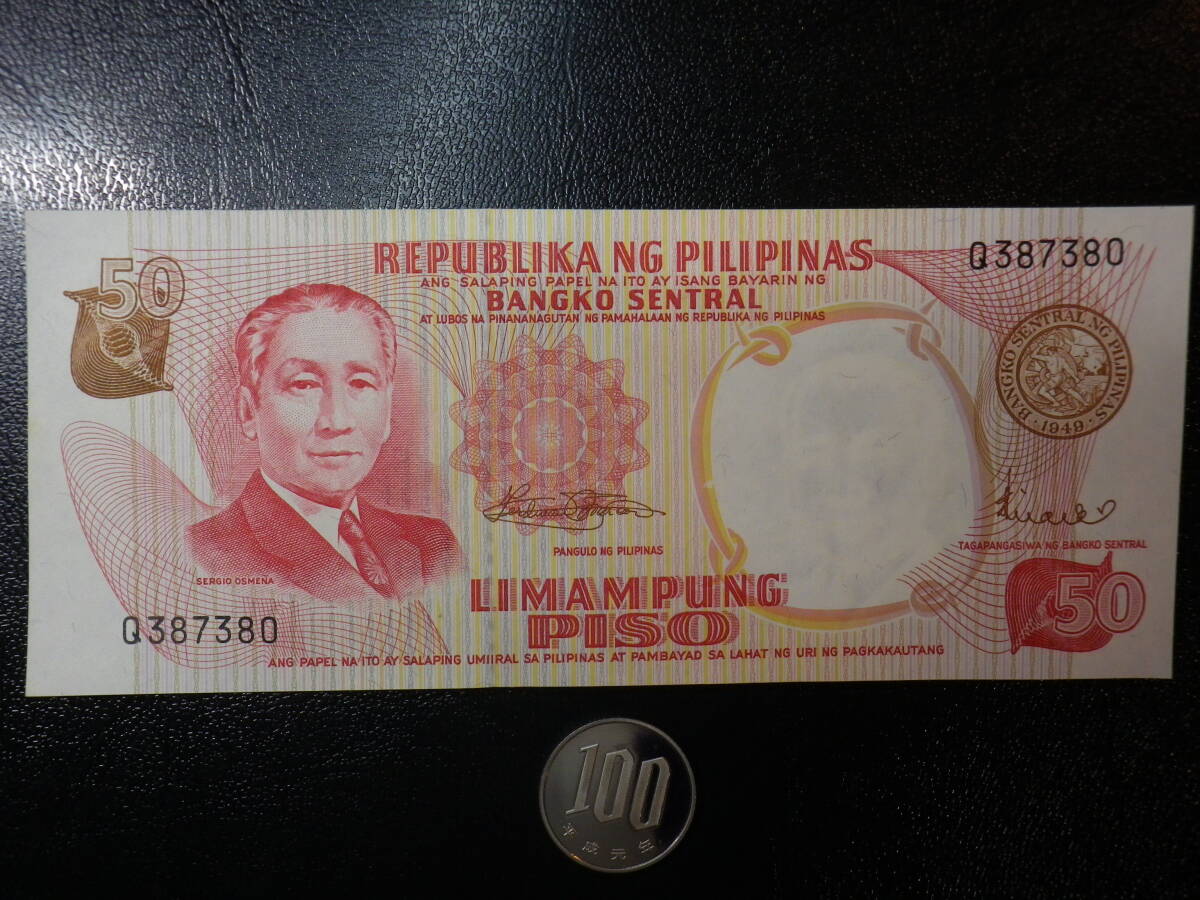 50
REPUBLIKA NG PILIPINAS
Q387380
ANG SALAPING PAPEL NA ITO AY ISANG BAYARIN NG
BANGKO SENTRAL
AT LUBOS NA PINANANAGUTAN NG PAMAHALAAN NG REPUBLIKA NG PILIPINAS
BANGKO SENTRAL NG PILIPINAS
1949
PANGULO NG PILIPINAS
TAGAPANGASIWA NG BANGKO SENTRAL
SERGIO OSMEÑA
LIMAMPUNG
PISO
50
Q387380
ANG PAPEL NA ITO AY SALAPING UMIIRAL SA PILIPINAS AT PAMBAYAD SA LAHAT NG URI NG PAGKAKAUTANG
100
平成元年